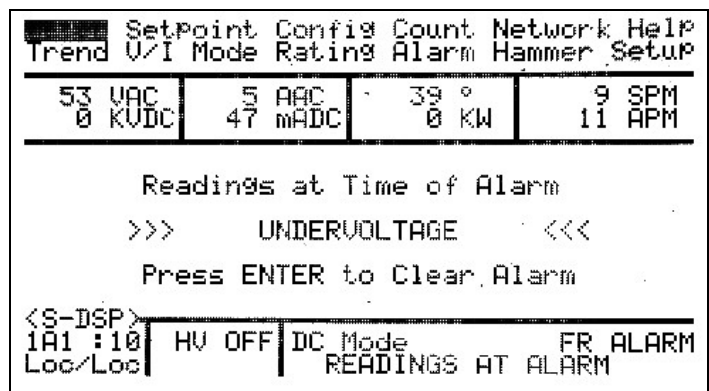 SetPoint Config Count Network Help
Trend V/I Mode Rating Alarm Hammer Setup
53 VAC 5 AAC 39 ° 9 SPM
0 KVDC 47 mADC 0 KW 11 APM
Readings at Time of Alarm
>>> UNDERVOLTAGE <<<
Press ENTER to Clear Alarm
<S-DSP>
1A1 :10 HV OFF DC Mode FR ALARM
Loc/Loc READINGS AT ALARM